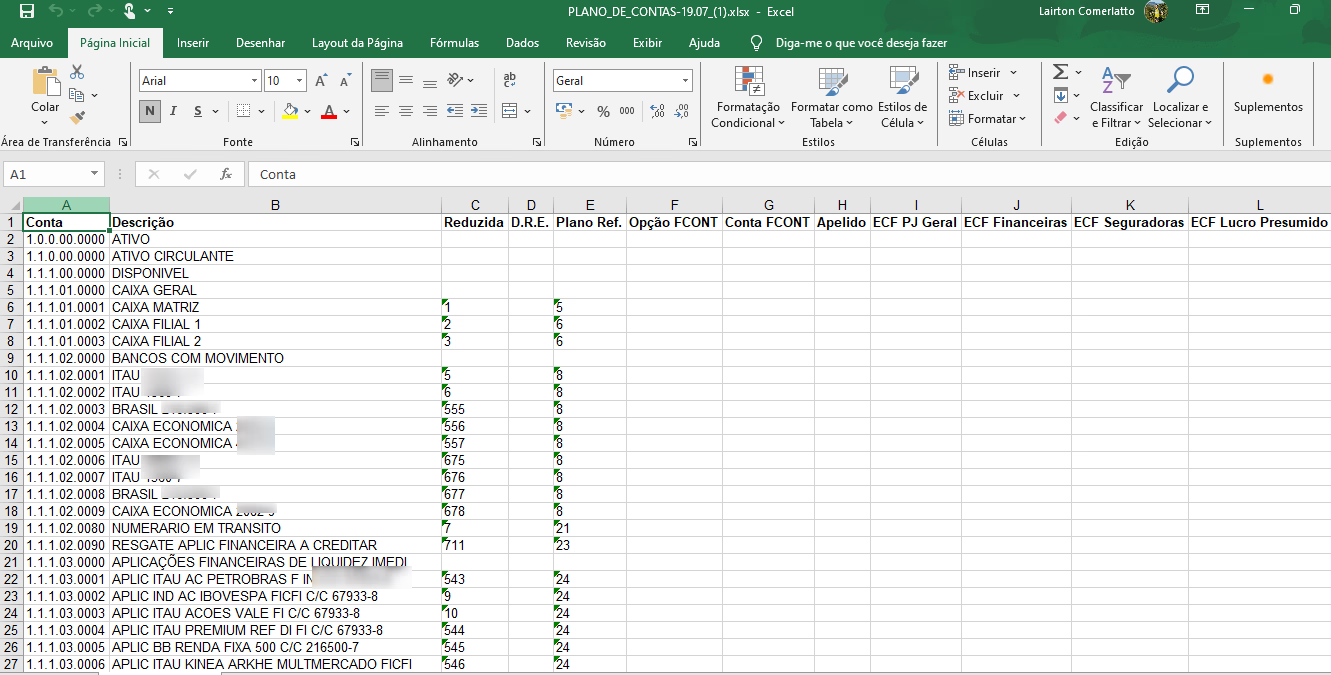 PLANO_DE_CONTAS-19.07_(1).xlsx - Excel
Lairton Comerlatto
Arquivo Página Inicial Inserir Desenhar Layout da Página Fórmulas Dados Revisão Exibir Ajuda Diga-me o que você deseja fazer
Colar
Área de Transferência
Arial 10
N I S
Fonte
Alinhamento
Geral
% 000
Número
Formatação Condicional
Formatar como Tabela
Estilos de Célula
Estilos
Inserir
Excluir
Formatar
Células
Classificar e Filtrar
Localizar e Selecionar
Edição
Suplementos
Suplementos
A1 fx Conta
A B C D E F G H I J K L
1 Conta Descrição Reduzida D.R.E. Plano Ref. Opção FCONT Conta FCONT Apelido ECF PJ Geral ECF Financeiras ECF Seguradoras ECF Lucro Presumido
2 1.0.0.00.0000 ATIVO
3 1.1.0.00.0000 ATIVO CIRCULANTE
4 1.1.1.00.0000 DISPONIVEL
5 1.1.1.01.0000 CAIXA GERAL
6 1.1.1.01.0001 CAIXA MATRIZ 1 5
7 1.1.1.01.0002 CAIXA FILIAL 1 2 6
8 1.1.1.01.0003 CAIXA FILIAL 2 3 6
9 1.1.1.02.0000 BANCOS COM MOVIMENTO
10 1.1.1.02.0001 ITAU 5 8
11 1.1.1.02.0002 ITAU 6 8
12 1.1.1.02.0003 BRASIL 555 8
13 1.1.1.02.0004 CAIXA ECONOMICA 556 8
14 1.1.1.02.0005 CAIXA ECONOMICA 557 8
15 1.1.1.02.0006 ITAU 675 8
16 1.1.1.02.0007 ITAU 676 8
17 1.1.1.02.0008 BRASIL 677 8
18 1.1.1.02.0009 CAIXA ECONOMICA 678 8
19 1.1.1.02.0080 NUMERARIO EM TRANSITO 7 21
20 1.1.1.02.0090 RESGATE APLIC FINANCEIRA A CREDITAR 711 23
21 1.1.1.03.0000 APLICAÇÕES FINANCEIRAS DE LIQUIDEZ IMEDI
22 1.1.1.03.0001 APLIC ITAU AC PETROBRAS F 543 24
23 1.1.1.03.0002 APLIC IND AC IBOVESPA FICFI C/C 67933-8 9 24
24 1.1.1.03.0003 APLIC ITAU ACOES VALE FI C/C 67933-8 10 24
25 1.1.1.03.0004 APLIC ITAU PREMIUM REF DI FI C/C 67933-8 544 24
26 1.1.1.03.0005 APLIC BB RENDA FIXA 500 C/C 216500-7 545 24
27 1.1.1.03.0006 APLIC ITAU KINEA ARKHE MULTMERCADO FICFI 546 24